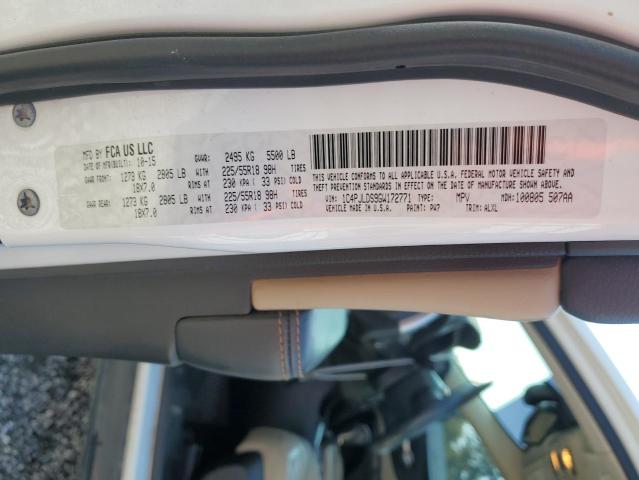 MFD BY FCA US LLC
DATE OF MFR(BUILT): 10-15
GVWR: 2495 KG 5500 LB
GAWR FRONT: 1273 KG 2805 LB WITH 225/55R18 98H TIRES
18X7.0 RIMS AT 230 KPA ( 33 PSI COLD)
GAWR REAR: 1273 KG 2805 LB WITH 225/55R18 98H TIRES
18X7.0 RIMS AT 230 KPA ( 33 PSI COLD)
THIS VEHICLE CONFORMS TO ALL APPLICABLE U.S.A. FEDERAL MOTOR VEHICLE SAFETY AND
THEFT PREVENTION STANDARDS IN EFFECT ON THE DATE OF MANUFACTURE SHOWN ABOVE.
VIN: 1C4PJLDS9GW172771 TYPE: MPV MDH: 100805 507AA
MADE IN U.S.A. PAINT: PW7 TRIM: ALXL